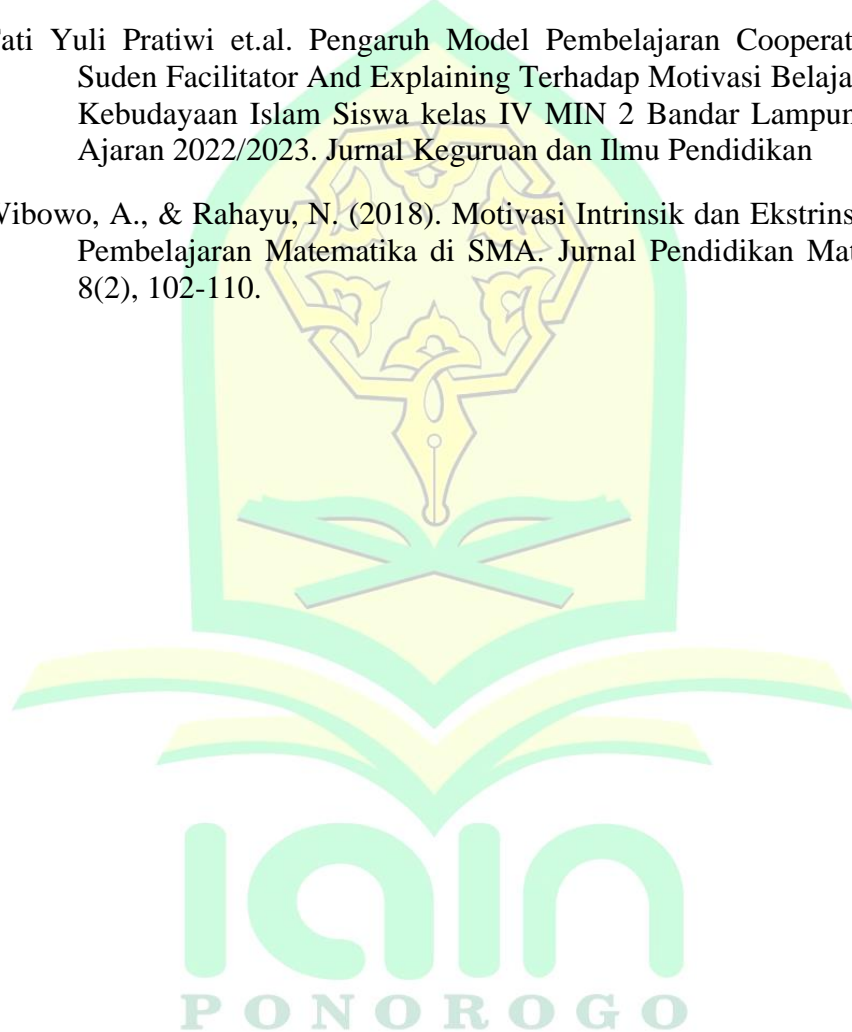 ati Yuli Pratiwi et.al. Pengaruh Model Pembelajaran Cooperat
Suden Facilitator And Explaining Terhadap Motivasi Belaja
Kebudayaan Islam Siswa kelas IV MIN 2 Bandar Lampun
Ajaran 2022/2023. Jurnal Keguruan dan Ilmu Pendidikan
Wibowo, A., & Rahayu, N. (2018). Motivasi Intrinsik dan Ekstrins
Pembelajaran Matematika di SMA. Jurnal Pendidikan Mat
8(2), 102-110.
iain
PONOROGO